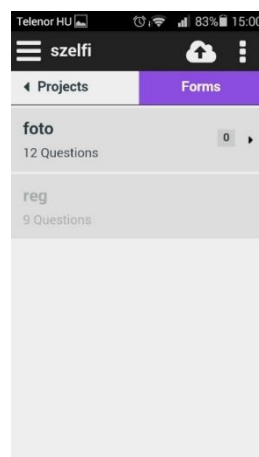 Telenor HU 83% 15:00
szelfi
Projects Forms
foto 0
12 Questions
reg
9 Questions